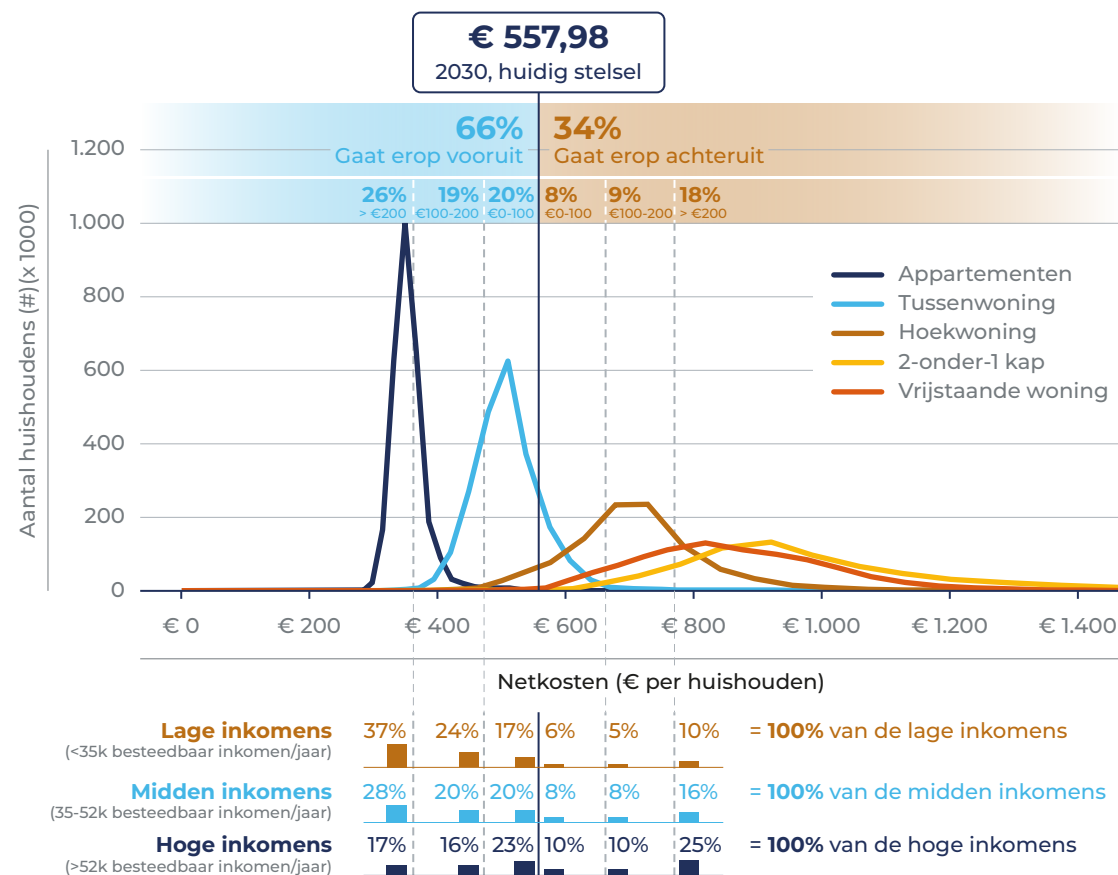 € 557,98
2030, huidig stelsel
66% 34%
Gaat erop vooruit Gaat erop achteruit
26% 19% 20% 8% 9% 18%
> €200 €100-200 €0-100 €0-100 €100-200 > €200
Aantal huishoudens (#)(x 1000)
1.200
1.000
800
600
400
200
0
Appartementen
Tussenwoning
Hoekwoning
2-onder-1 kap
Vrijstaande woning
€ 0 € 200 € 400 € 600 € 800 € 1.000 € 1.200 € 1.400
Netkosten (€ per huishouden)
Lage inkomens 37% 24% 17% 6% 5% 10% = 100% van de lage inkomens
(<35k besteedbaar inkomen/jaar)
Midden inkomens 28% 20% 20% 8% 8% 16% = 100% van de midden inkomens
(35-52k besteedbaar inkomen/jaar)
Hoge inkomens 17% 16% 23% 10% 10% 25% = 100% van de hoge inkomens
(>52k besteedbaar inkomen/jaar)